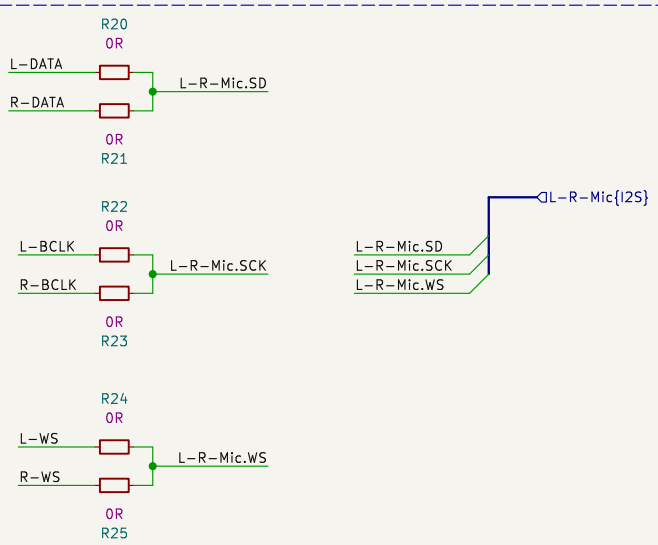 R20
0R
L-DATA
L-R-Mic.SD
R-DATA
0R
R21
R22
0R
L-BCLK
L-R-Mic.SCK
R-BCLK
0R
R23
R24
0R
L-WS
L-R-Mic.WS
R-WS
0R
R25
L-R-Mic{I2S}
L-R-Mic.SD
L-R-Mic.SCK
L-R-Mic.WS